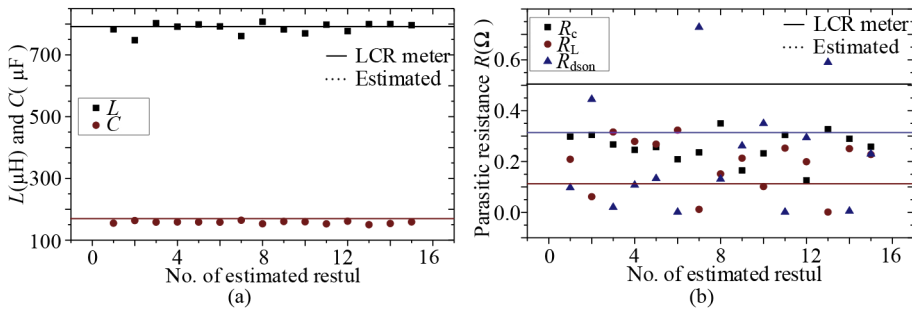 L(μH) and C( μF)
700
500
300
100
LCR meter
Estimated
L
C
0
4
8
12
16
No. of estimated restul
(a)
Parasitic resistance R(Ω
0.6
0.4
0.2
0.0
Rc
RL
Rdson
LCR meter
Estimated
0
4
8
12
16
No. of estimated restul
(b)